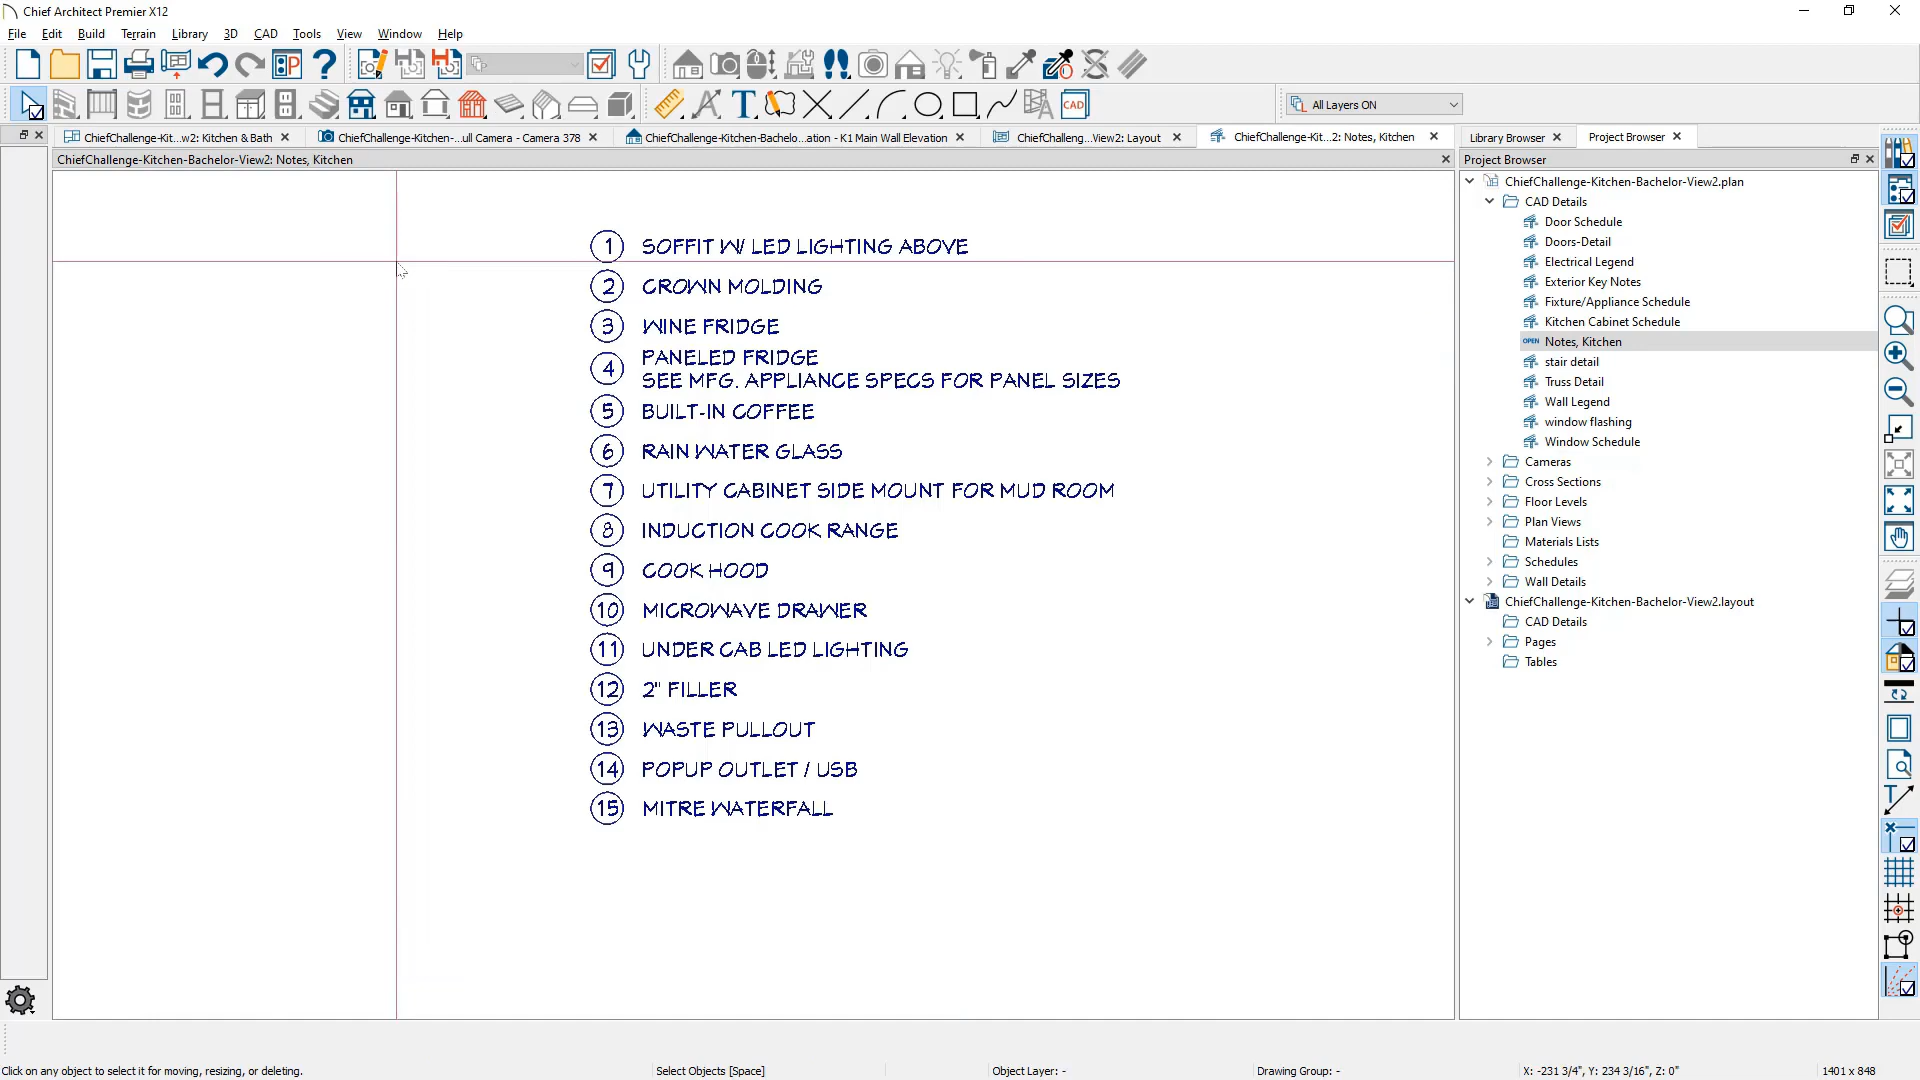 Chief Architect Premier X12
File Edit Build Terrain Library 3D CAD Tools View Window Help
All Layers ON
ChiefChallenge-Kit...w2: Kitchen & Bath
ChiefChallenge-Kitchen-...ull Camera - Camera 378
ChiefChallenge-Kitchen-Bachelo...ation - K1 Main Wall Elevation
ChiefChalleng...View2: Layout
ChiefChallenge-Kit...2: Notes, Kitchen
Library Browser
Project Browser
ChiefChallenge-Kitchen-Bachelor-View2: Notes, Kitchen
Project Browser
1 SOFFIT W/ LED LIGHTING ABOVE
2 CROWN MOLDING
3 WINE FRIDGE
4 PANELED FRIDGE
SEE MFG. APPLIANCE SPECS FOR PANEL SIZES
5 BUILT-IN COFFEE
6 RAIN WATER GLASS
7 UTILITY CABINET SIDE MOUNT FOR MUD ROOM
8 INDUCTION COOK RANGE
9 COOK HOOD
10 MICROWAVE DRAWER
11 UNDER CAB LED LIGHTING
12 2" FILLER
13 WASTE PULLOUT
14 POPUP OUTLET / USB
15 MITRE WATERFALL
ChiefChallenge-Kitchen-Bachelor-View2.plan
CAD Details
Door Schedule
Doors-Detail
Electrical Legend
Exterior Key Notes
Fixture/Appliance Schedule
Kitchen Cabinet Schedule
OPEN Notes, Kitchen
stair detail
Truss Detail
Wall Legend
window flashing
Window Schedule
Cameras
Cross Sections
Floor Levels
Plan Views
Materials Lists
Schedules
Wall Details
ChiefChallenge-Kitchen-Bachelor-View2.layout
CAD Details
Pages
Tables
Click on any object to select it for moving, resizing, or deleting.
Select Objects [Space]
Object Layer: -
Drawing Group: -
X: -231 3/4", Y: 234 3/16", Z: 0"
1401 x 848